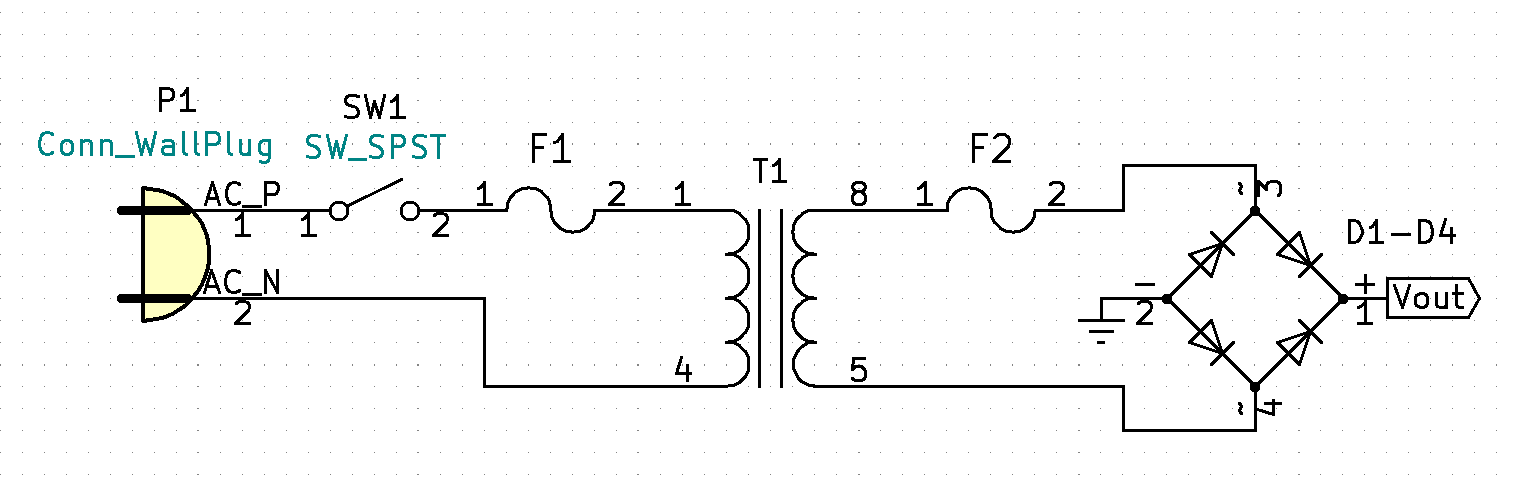 P1
Conn_WallPlug
SW1
SW_SPST
F1
T1
F2
D1-D4
AC_P
1
1
2
1
2
1
8
1
2
~
3
AC_N
2
4
5
-
2
+
1
Vout
~
4